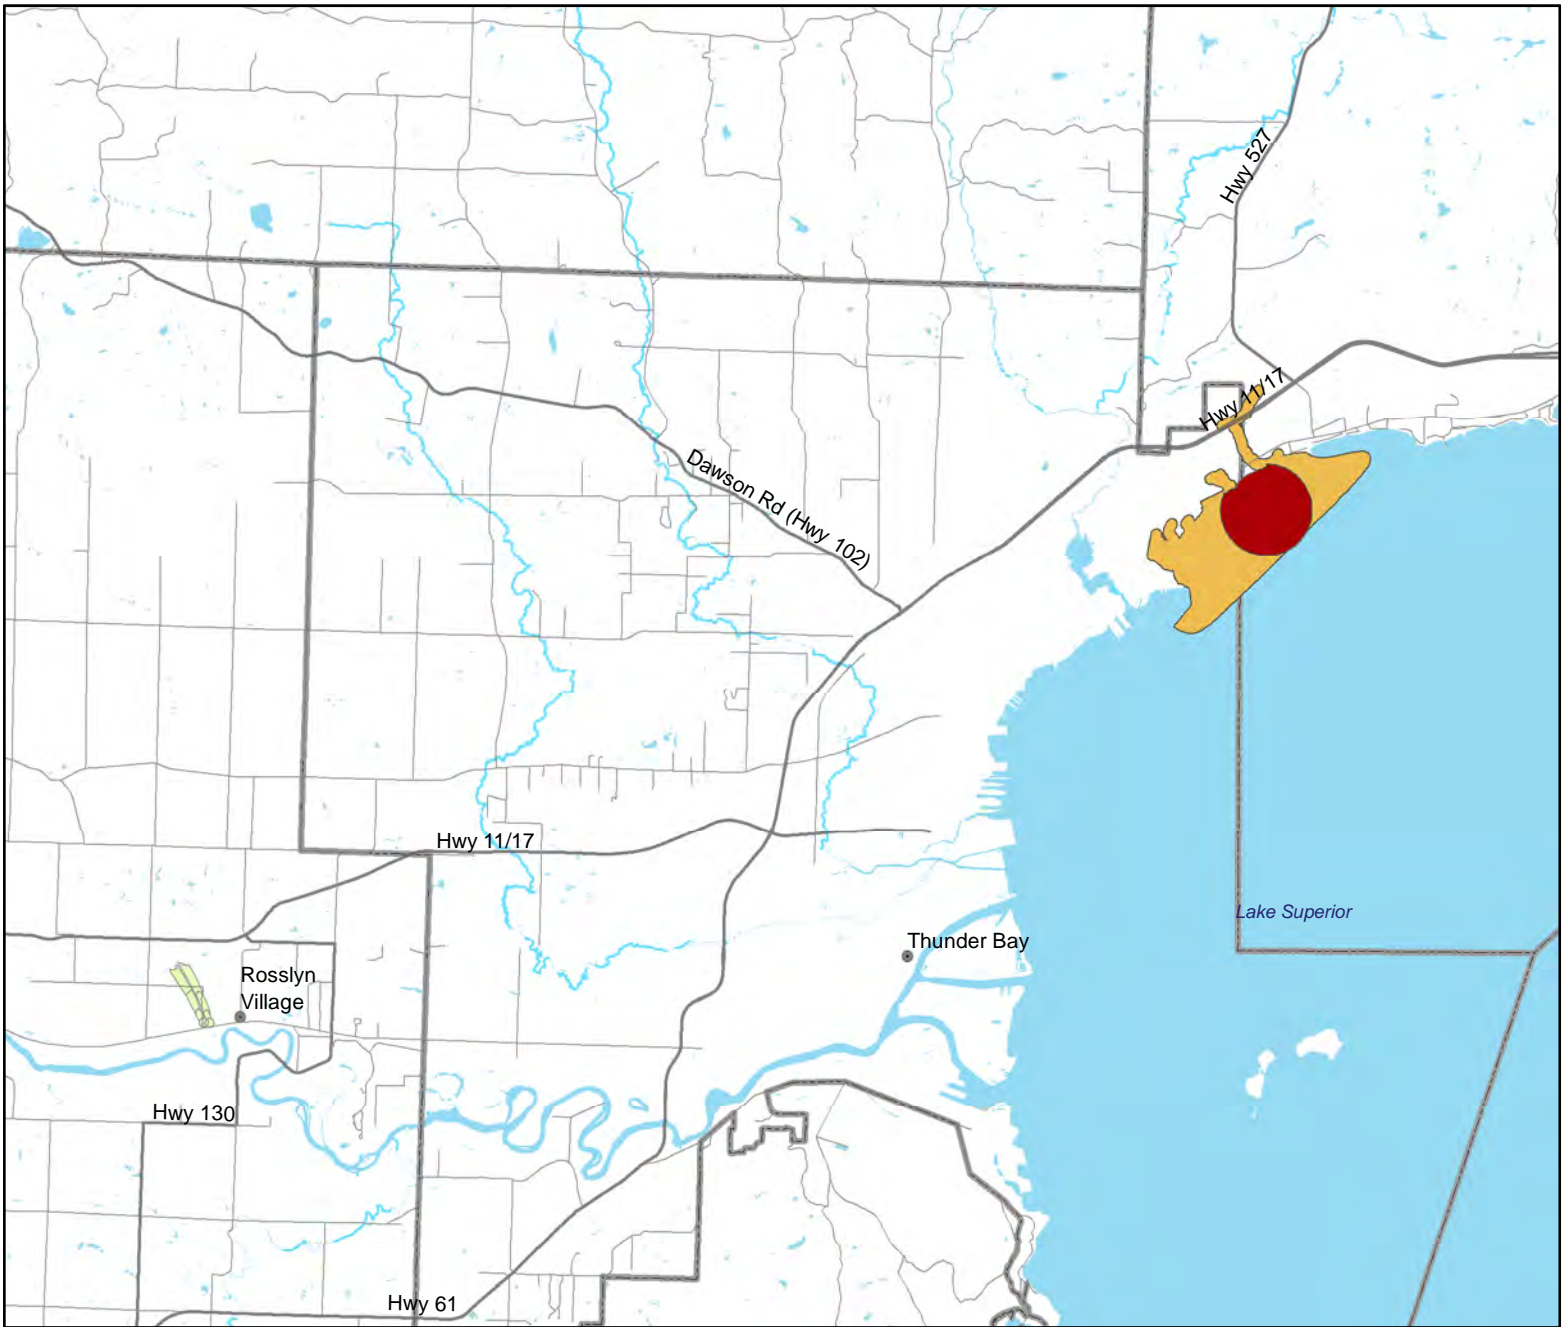 Hwy 527
Hwy 11/17
Dawson Rd (Hwy 102)
Hwy 11/17
Lake Superior
Thunder Bay
Rosslyn
Village
Hwy 130
Hwy 61